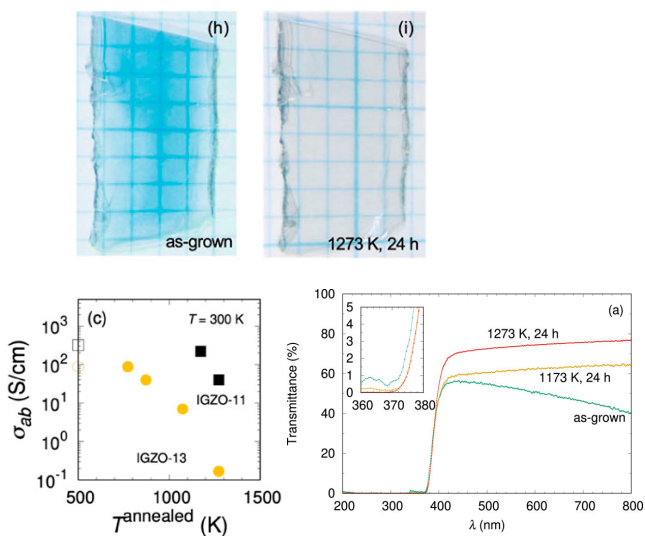 (h)
as-grown
(i)
1273 K, 24 h
(c)
T = 300 K
10³
10²
10¹
10⁰
10⁻¹
σab (S/cm)
IGZO-11
IGZO-13
500
1000
1500
Tannealed (K)
(a)
100
80
60
40
20
0
Transmittance (%)
5
4
3
2
1
0
360
370
380
1273 K, 24 h
1173 K, 24 h
as-grown
200
300
400
500
600
700
800
λ (nm)